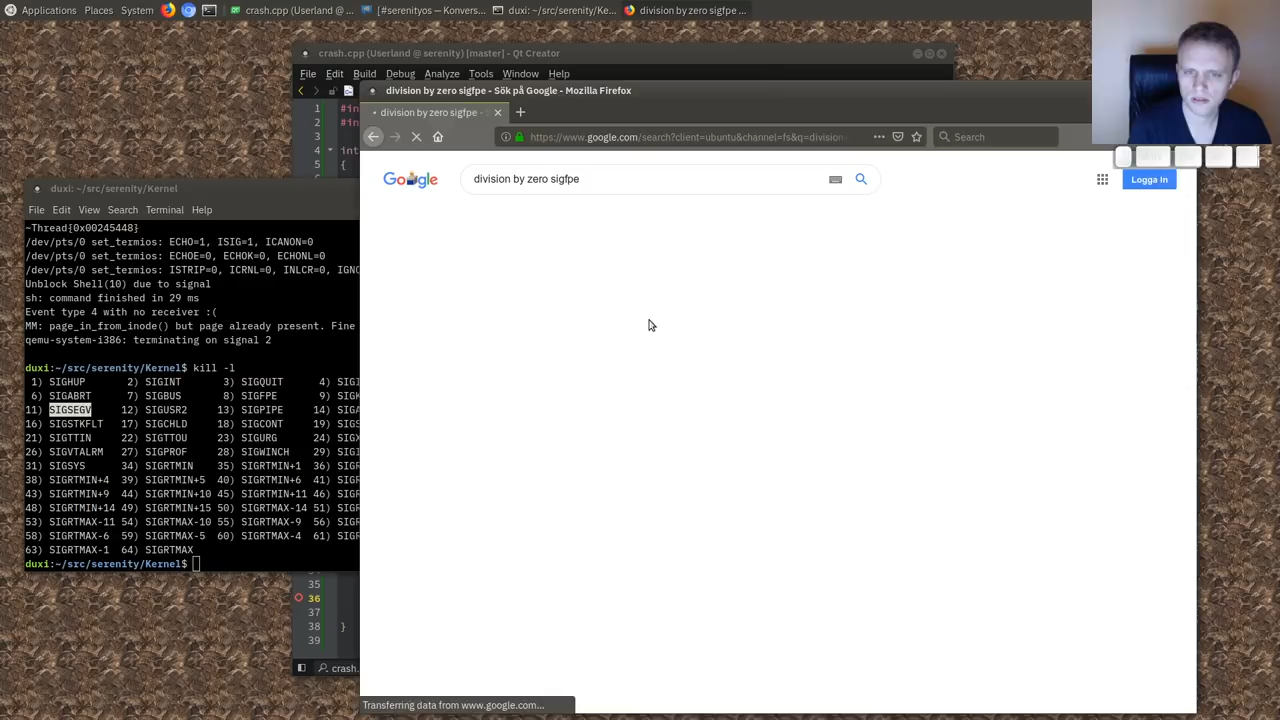 Applications Places System crash.cpp (Userland @ ... [#serenityos — Konvers... duxi: ~/src/serenity/Ke... division by zero sigfpe ...
crash.cpp (Userland @ serenity) [master] - Qt Creator
File Edit Build Debug Analyze Tools Window Help
division by zero sigfpe - Sök på Google - Mozilla Firefox
division by zero sigfpe -
https://www.google.com/search?client=ubuntu&channel=fs&q=division
Search
Google
division by zero sigfpe
Logga in
1 #in
2 #in
3
4 int
5 {
duxi: ~/src/serenity/Kernel
File Edit View Search Terminal Help
~Thread{0x00245448}
/dev/pts/0 set_termios: ECHO=1, ISIG=1, ICANON=0
/dev/pts/0 set_termios: ECHOE=0, ECHOK=0, ECHONL=0
/dev/pts/0 set_termios: ISTRIP=0, ICRNL=0, INLCR=0, IGN
Unblock Shell(10) due to signal
sh: command finished in 29 ms
Event type 4 with no receiver :(
MM: page_in_from_inode() but page already present. Fine
qemu-system-i386: terminating on signal 2
duxi:~/src/serenity/Kernel$ kill -l
1) SIGHUP 2) SIGINT 3) SIGQUIT 4) SIGI
6) SIGABRT 7) SIGBUS 8) SIGFPE 9) SIGK
11) SIGSEGV 12) SIGUSR2 13) SIGPIPE 14) SIGA
16) SIGSTKFLT 17) SIGCHLD 18) SIGCONT 19) SIGS
21) SIGTTIN 22) SIGTTOU 23) SIGURG 24) SIGX
26) SIGVTALRM 27) SIGPROF 28) SIGWINCH 29) SIGI
31) SIGSYS 34) SIGRTMIN 35) SIGRTMIN+1 36) SIGR
38) SIGRTMIN+4 39) SIGRTMIN+5 40) SIGRTMIN+6 41) SIGR
43) SIGRTMIN+9 44) SIGRTMIN+10 45) SIGRTMIN+11 46) SIGR
48) SIGRTMIN+14 49) SIGRTMIN+15 50) SIGRTMAX-14 51) SIGR
53) SIGRTMAX-11 54) SIGRTMAX-10 55) SIGRTMAX-9 56) SIGR
58) SIGRTMAX-6 59) SIGRTMAX-5 60) SIGRTMAX-4 61) SIGR
63) SIGRTMAX-1 64) SIGRTMAX
duxi:~/src/serenity/Kernel$
35
36
37
38 }
39
crash.
Transferring data from www.google.com...